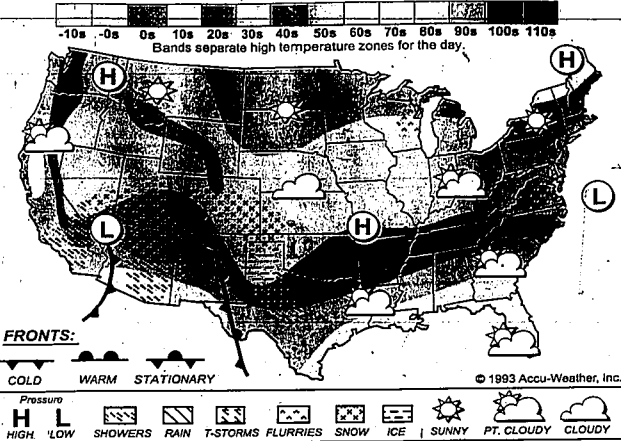 -10s -0s 0s 10s 20s 30s 40s 50s 60s 70s 80s 90s 100s 110s
Bands separate high temperature zones for the day.
H
H
L
L
H
FRONTS:
COLD WARM STATIONARY
© 1993 Accu-Weather, Inc.
Pressure
H L
HIGH LOW SHOWERS RAIN T-STORMS FLURRIES SNOW ICE SUNNY PT. CLOUDY CLOUDY